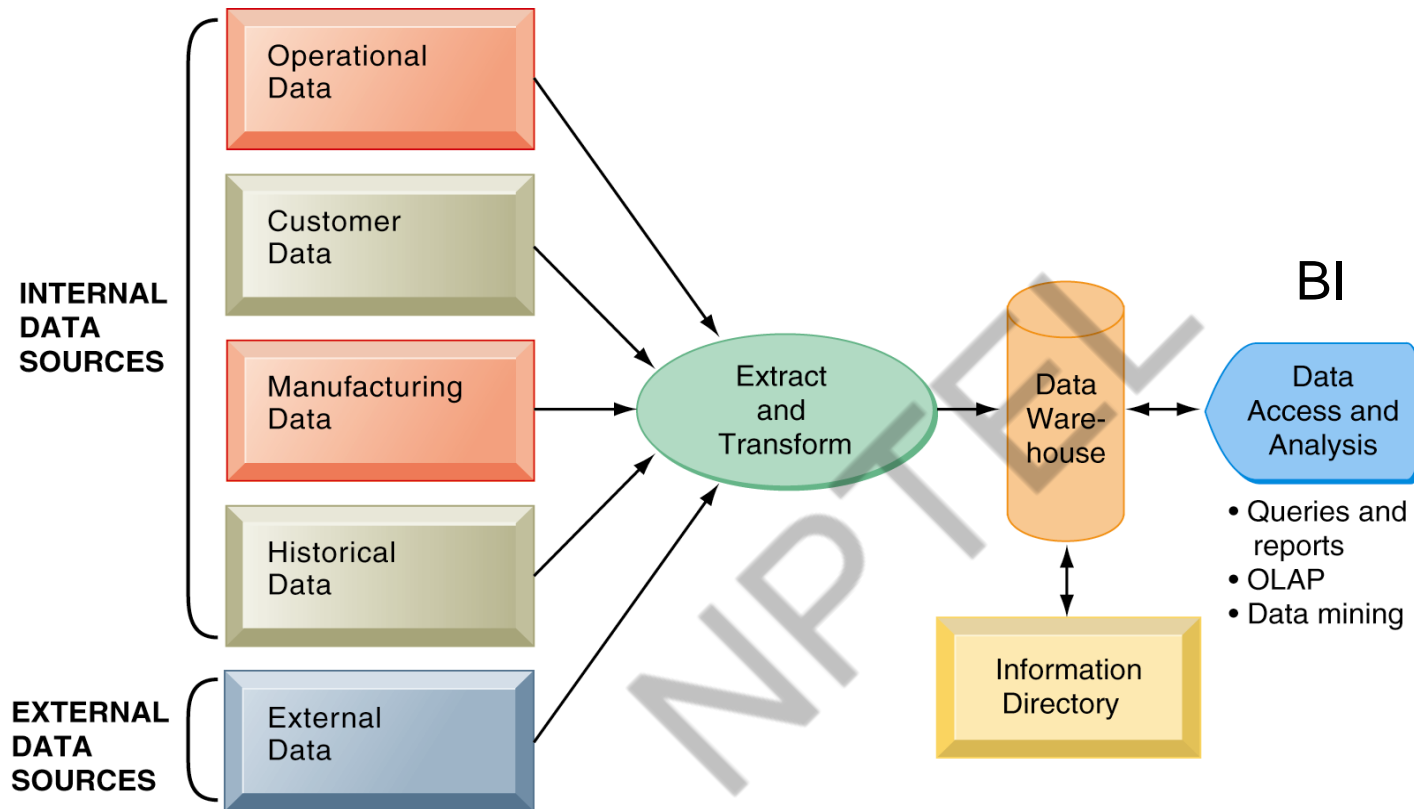 INTERNAL
DATA
SOURCES
Operational
Data
Customer
Data
Manufacturing
Data
Historical
Data
EXTERNAL
DATA
SOURCES
External
Data
Extract
and
Transform
Data
Ware-
house
Information
Directory
BI
Data
Access and
Analysis
• Queries and
reports
• OLAP
• Data mining
NPTEL